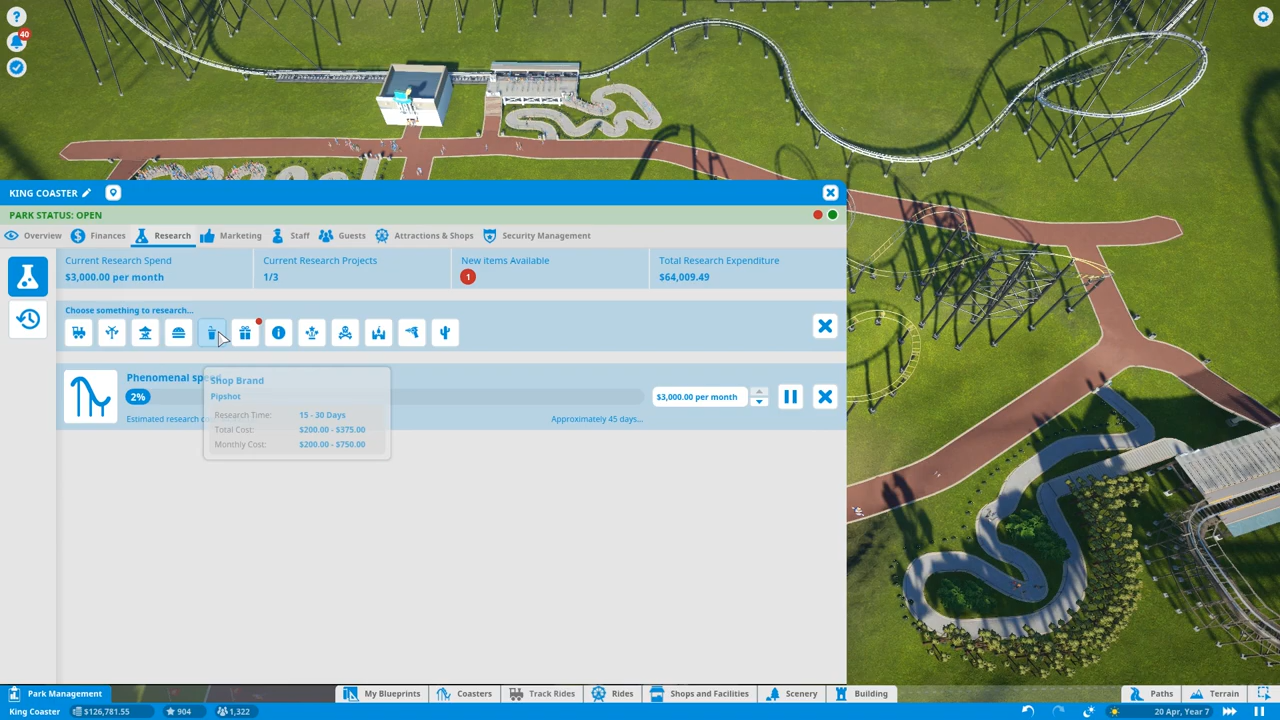 ?
40
KING COASTER
PARK STATUS: OPEN
Overview
Finances
Research
Marketing
Staff
Guests
Attractions & Shops
Security Management
Current Research Spend
$3,000.00 per month
Current Research Projects
1/3
New items Available
1
Total Research Expenditure
$64,009.49
Choose something to research...
Phenomenal
2%
$3,000.00 per month
Estimated research
Approximately 45 days...
Shop Brand
Pipshot
Research Time: 15 - 30 Days
Total Cost: $200.00 - $375.00
Monthly Cost: $200.00 - $750.00
Park Management
My Blueprints
Coasters
Track Rides
Rides
Shops and Facilities
Scenery
Building
Paths
Terrain
King Coaster
$126,781.55
904
1,322
20 Apr, Year 7